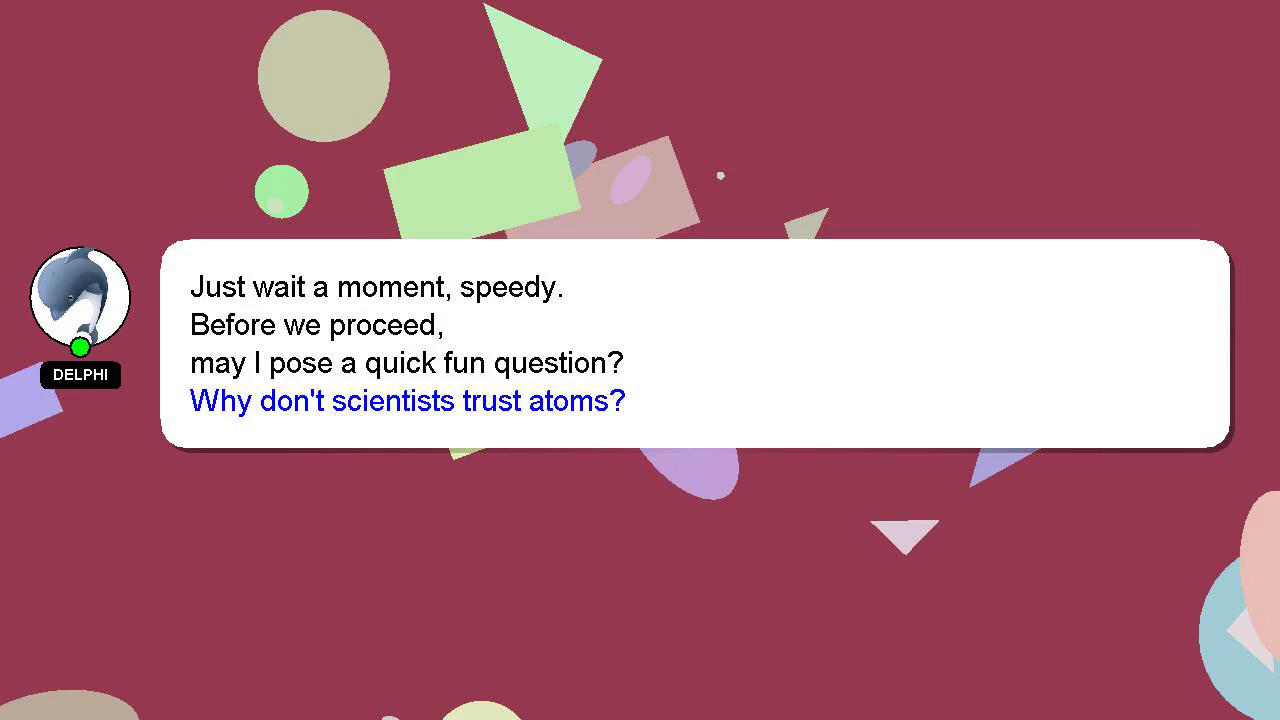 Just wait a moment, speedy.
Before we proceed,
may I pose a quick fun question?
Why don't scientists trust atoms?
DELPHI